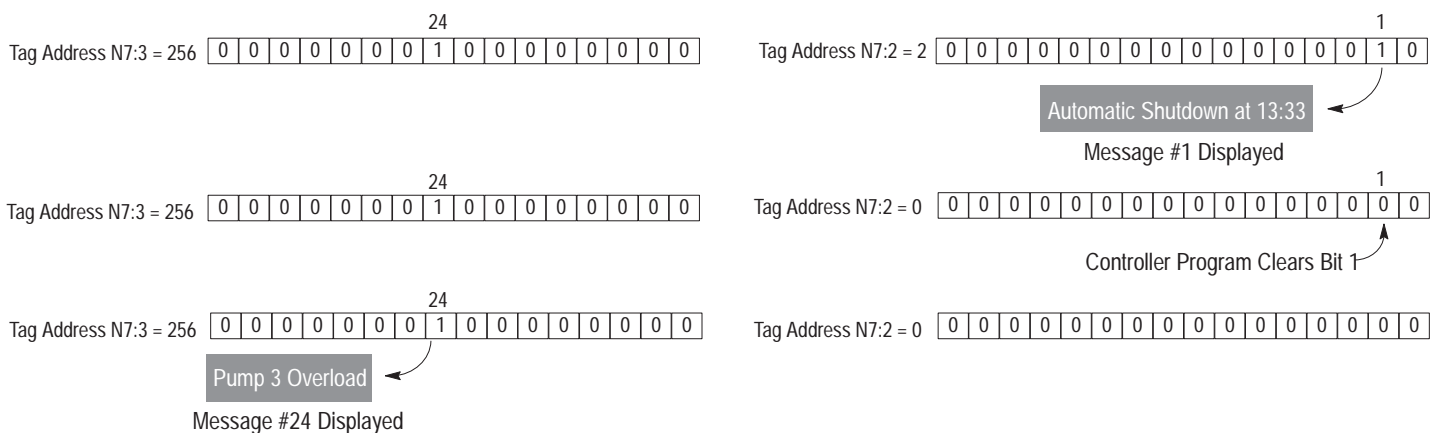 24
1
Tag Address N7:3 = 256 0 0 0 0 0 0 0 1 0 0 0 0 0 0 0 0
Tag Address N7:2 = 2 0 0 0 0 0 0 0 0 0 0 0 0 0 0 1 0
Automatic Shutdown at 13:33
Message #1 Displayed
24
1
Tag Address N7:3 = 256 0 0 0 0 0 0 0 1 0 0 0 0 0 0 0 0
Tag Address N7:2 = 0 0 0 0 0 0 0 0 0 0 0 0 0 0 0 0 0
Controller Program Clears Bit 1
24
Tag Address N7:3 = 256 0 0 0 0 0 0 0 1 0 0 0 0 0 0 0 0
Tag Address N7:2 = 0 0 0 0 0 0 0 0 0 0 0 0 0 0 0 0 0
Pump 3 Overload
Message #24 Displayed